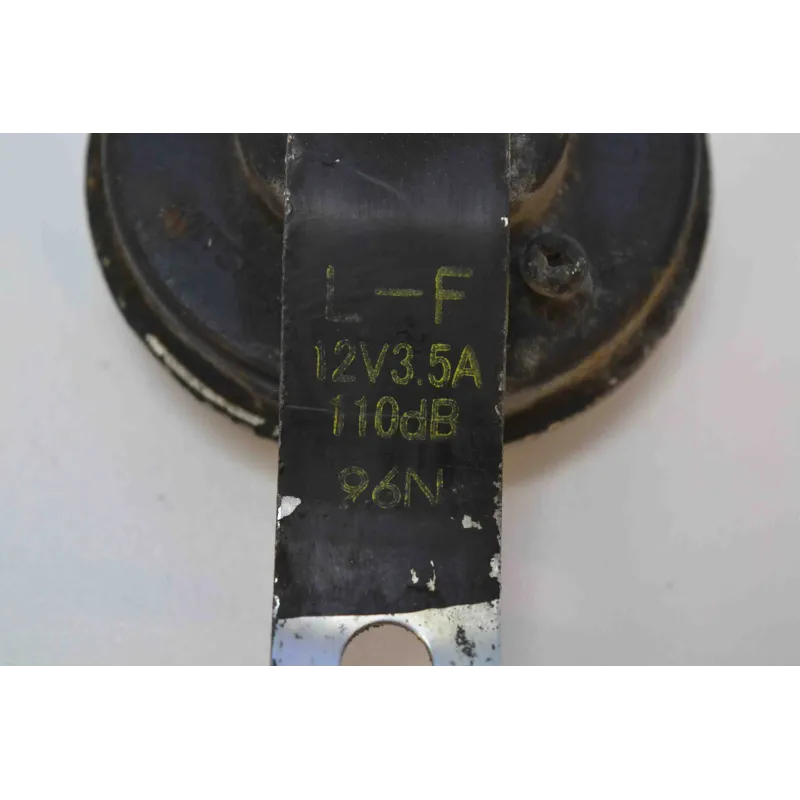 L-F
12V3.5A
110dB
96N